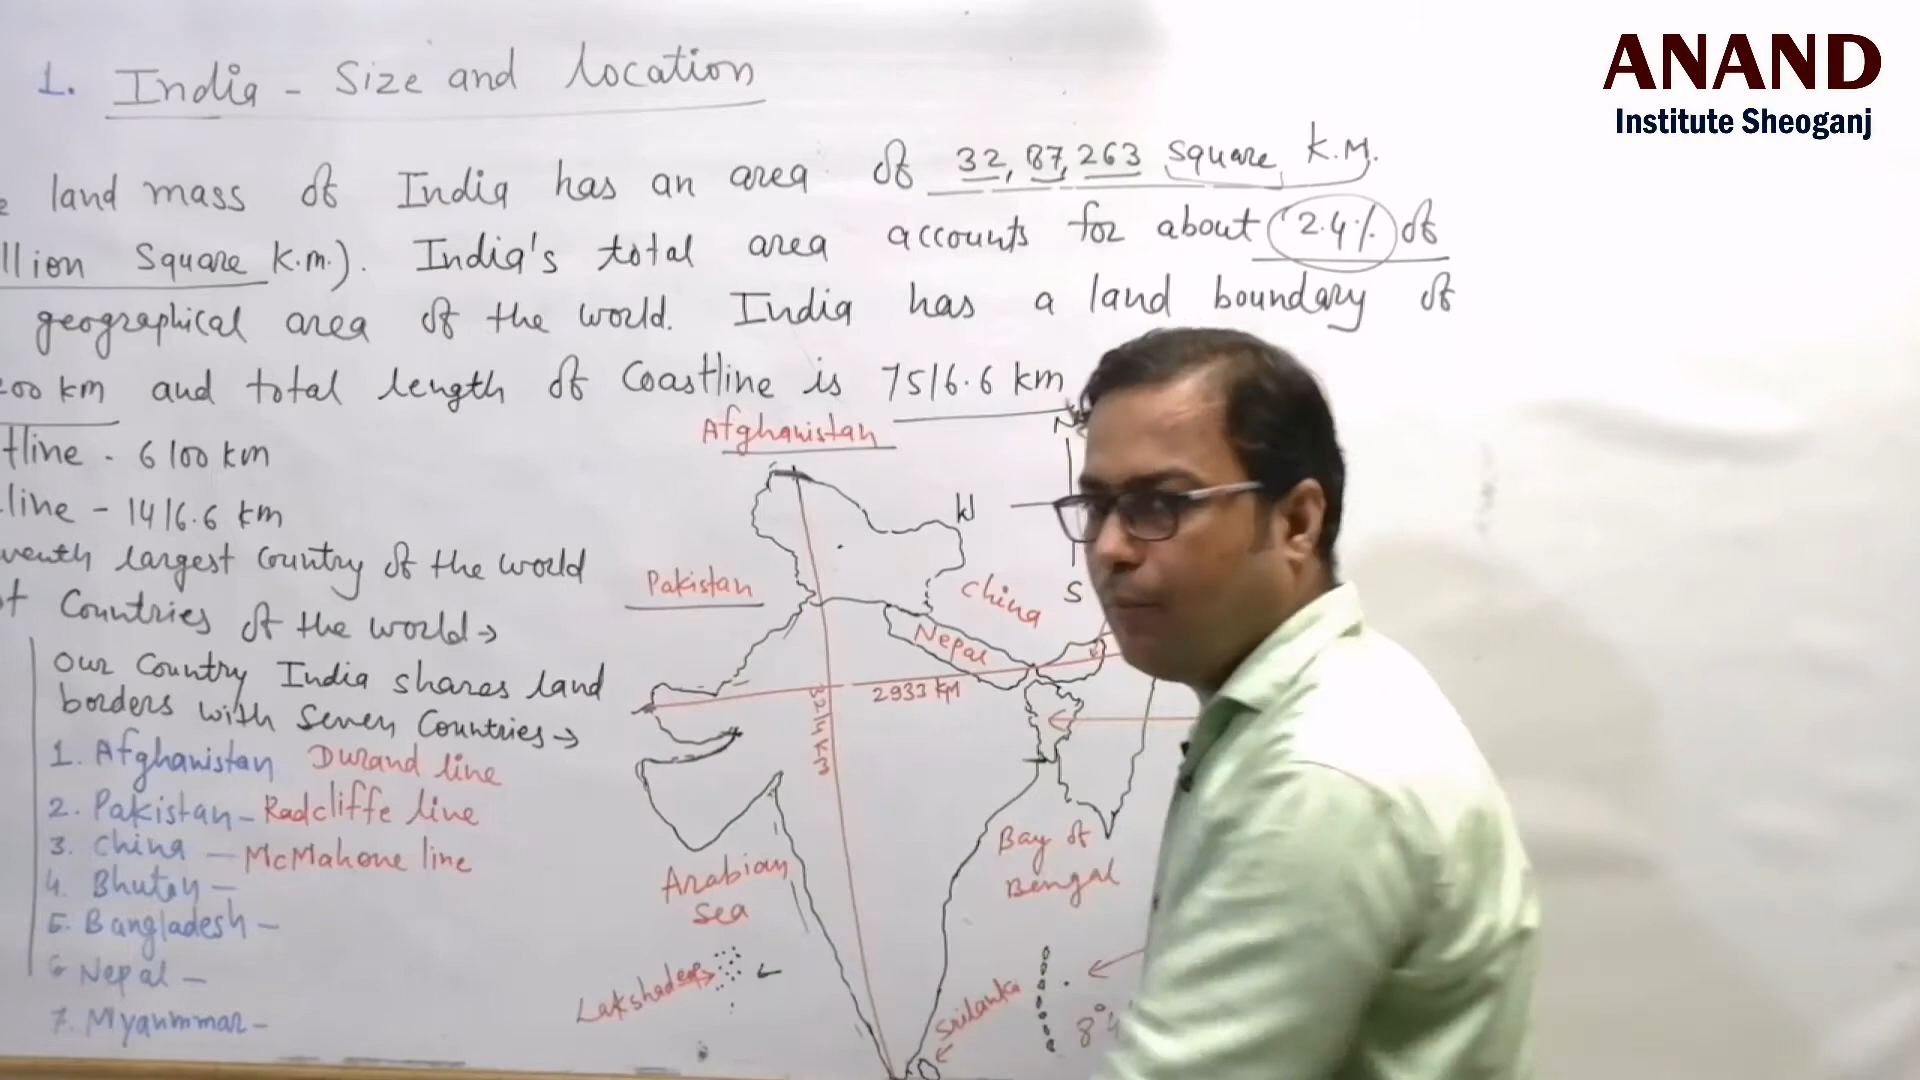 ANAND
Institute Sheoganj
1. India - Size and location
land mass of India has an area of 32,87,263 square K.M.
llion Square K.m.). India's total area accounts for about 2.4% of
geographical area of the world. India has a land boundary of
200 km and total length of Coastline is 7516.6 km
tline - 6100 km
line - 1416.6 km
venth largest Country of the world
Countries of the world→
our Country India shares land
borders with Seven Countries→
1. Afghanistan Durand line
2. Pakistan - Radcliffe line
3. China - McMahone line
4. Bhutan -
5. Bangladesh -
6 Nepal -
7. Myanmmar -
Afghanistan
N
W
S
Pakistan
China
Nepal
2933 KM
3214 KM
Arabian
Sea
Bay of
Bengal
Lakshadeep
Srilanka
8°4